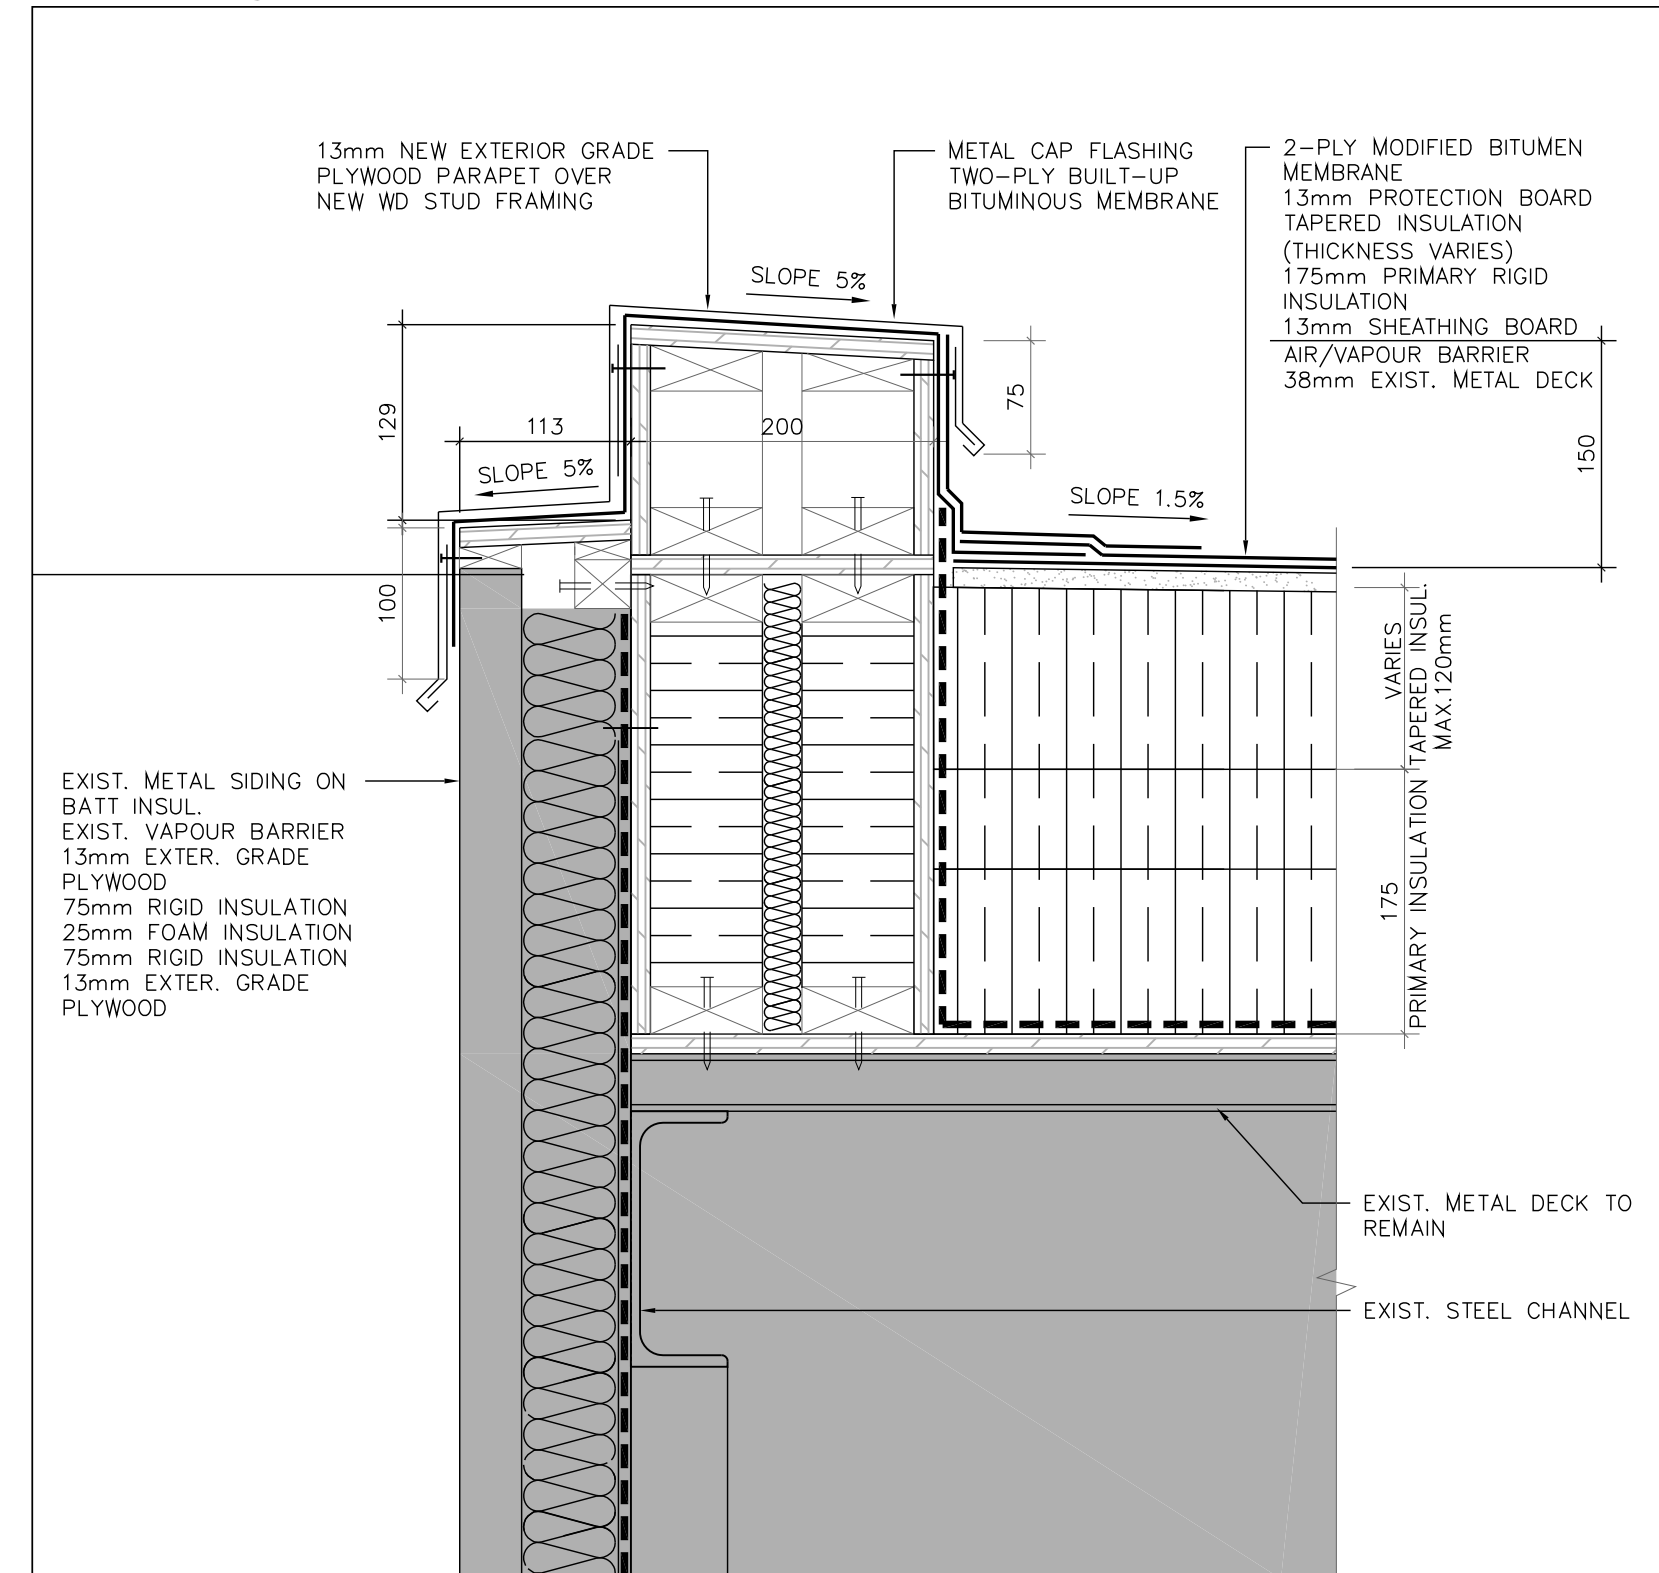 13mm NEW EXTERIOR GRADE
PLYWOOD PARAPET OVER
NEW WD STUD FRAMING
METAL CAP FLASHING
TWO-PLY BUILT-UP
BITUMINOUS MEMBRANE
2-PLY MODIFIED BITUMEN
MEMBRANE
13mm PROTECTION BOARD
TAPERED INSULATION
(THICKNESS VARIES)
175mm PRIMARY RIGID
INSULATION
13mm SHEATHING BOARD
AIR/VAPOUR BARRIER
38mm EXIST. METAL DECK
SLOPE 5%
129
113
200
75
150
SLOPE 5%
SLOPE 1.5%
100
VARIES
TAPERED INSUL.
MAX.120mm
175
PRIMARY INSULATION
EXIST. METAL SIDING ON
BATT INSUL.
EXIST. VAPOUR BARRIER
13mm EXTER. GRADE
PLYWOOD
75mm RIGID INSULATION
25mm FOAM INSULATION
75mm RIGID INSULATION
13mm EXTER. GRADE
PLYWOOD
EXIST. METAL DECK TO
REMAIN
EXIST. STEEL CHANNEL